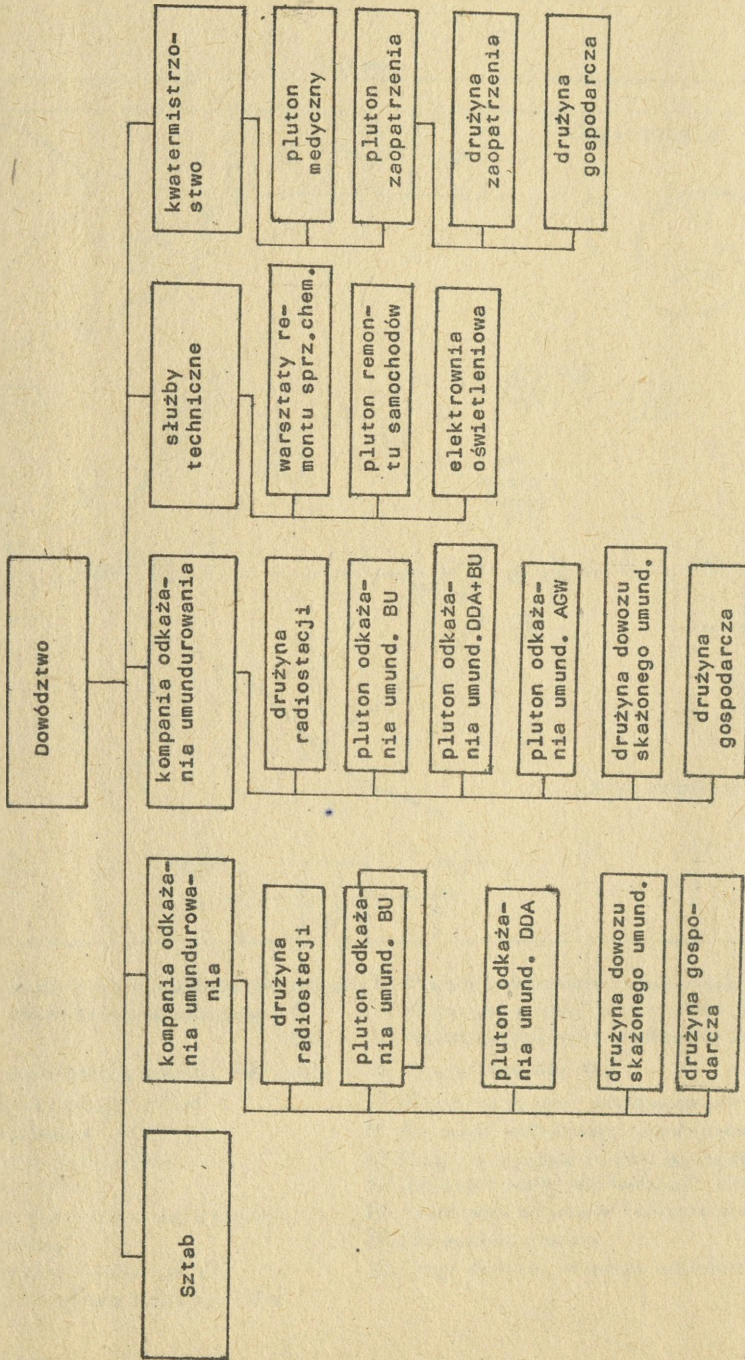 Dowództwo
Sztab
kompania odkaża-
nia umundurowa-
nia
drużyna
radiostacji
pluton odkaża-
nia umund. BU
pluton odkaża-
nia umund. DDA
drużyna dowozu
skażonego umund.
drużyna gospo-
darcza
kompania odkaża-
nia umundurowania
drużyna
radiostacji
pluton odkaża-
nia umund. BU
pluton odkaża-
nia umund.DDA+BU
pluton odkaża-
nia umund. AGW
drużyna dowozu
skażonego umund.
drużyna
gospodarcza
służby
techniczne
warsztaty re-
montu sprz.chem.
pluton remon-
tu samochodów
elektrownia
oświetleniowa
kwatermistrzo-
stwo
pluton
medyczny
pluton
zaopatrzenia
drużyna
zaopatrzenia
drużyna
gospodarcza